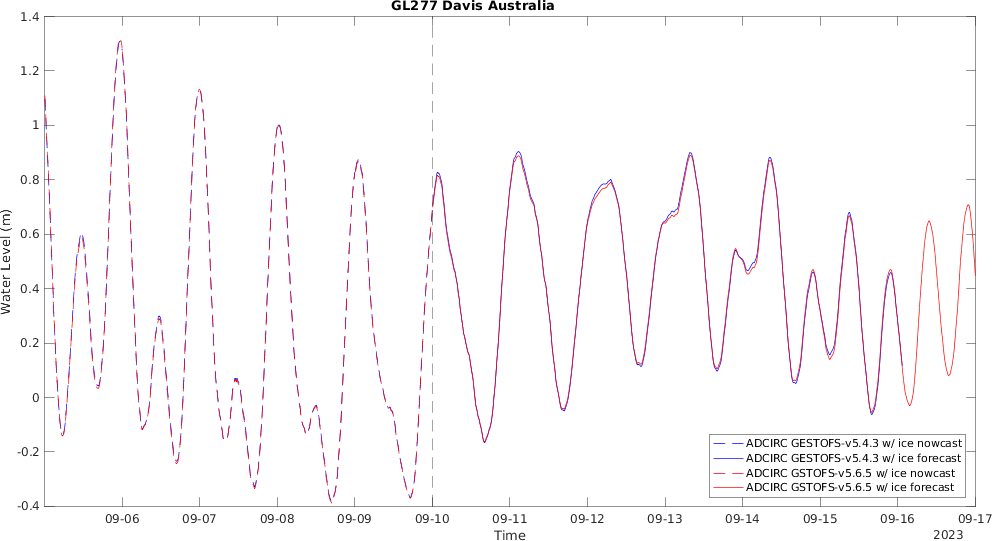 GL277 Davis Australia
1.4
1.2
1
0.8
0.6
0.4
0.2
0
-0.2
-0.4
Water Level (m)
ADCIRC GESTOFS-v5.4.3 w/ ice nowcast
ADCIRC GESTOFS-v5.4.3 w/ ice forecast
ADCIRC GSTOFS-v5.6.5 w/ ice nowcast
ADCIRC GSTOFS-v5.6.5 w/ ice forecast
09-06 09-07 09-08 09-09 09-10 09-11 09-12 09-13 09-14 09-15 09-16 09-17
Time
2023